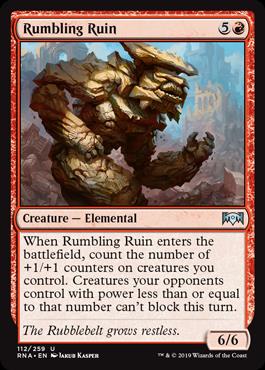 Rumbling Ruin 5
Creature — Elemental
When Rumbling Ruin enters the
battlefield, count the number of
+1/+1 counters on creatures you
control. Creatures your opponents
control with power less than or equal
to that number can't block this turn.
The Rubblebelt grows restless.
6/6
112/259 U
RNA • EN Jakub Kasper
™ & © 2019 Wizards of the Coast